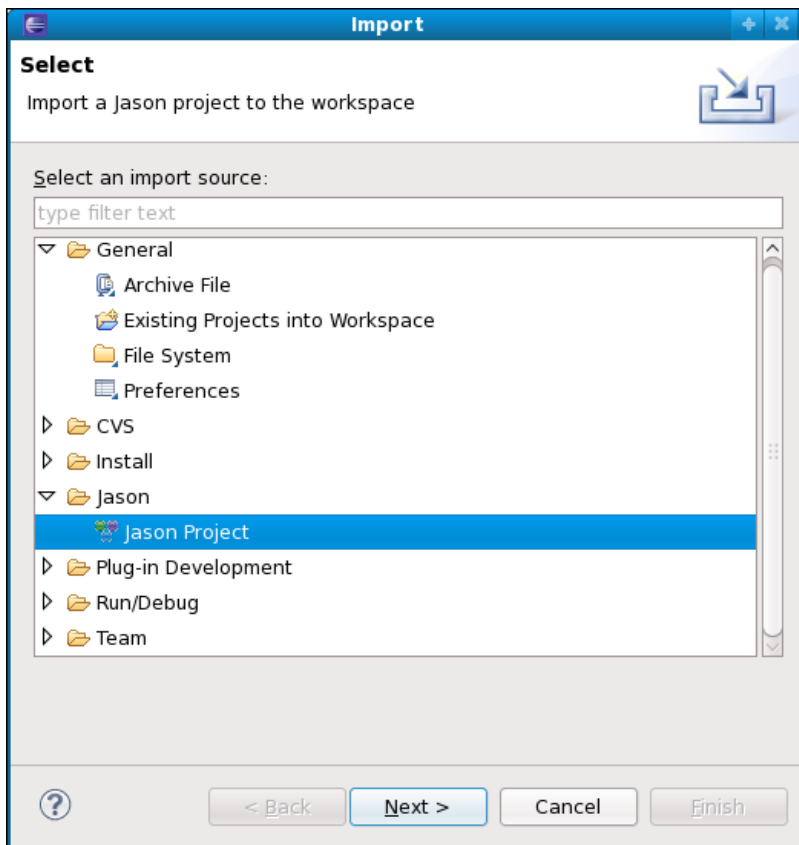 Import
Select
Import a Jason project to the workspace
Select an import source:
type filter text
General
Archive File
Existing Projects into Workspace
File System
Preferences
CVS
Install
Jason
Jason Project
Plug-in Development
Run/Debug
Team
? < Back Next > Cancel Finish